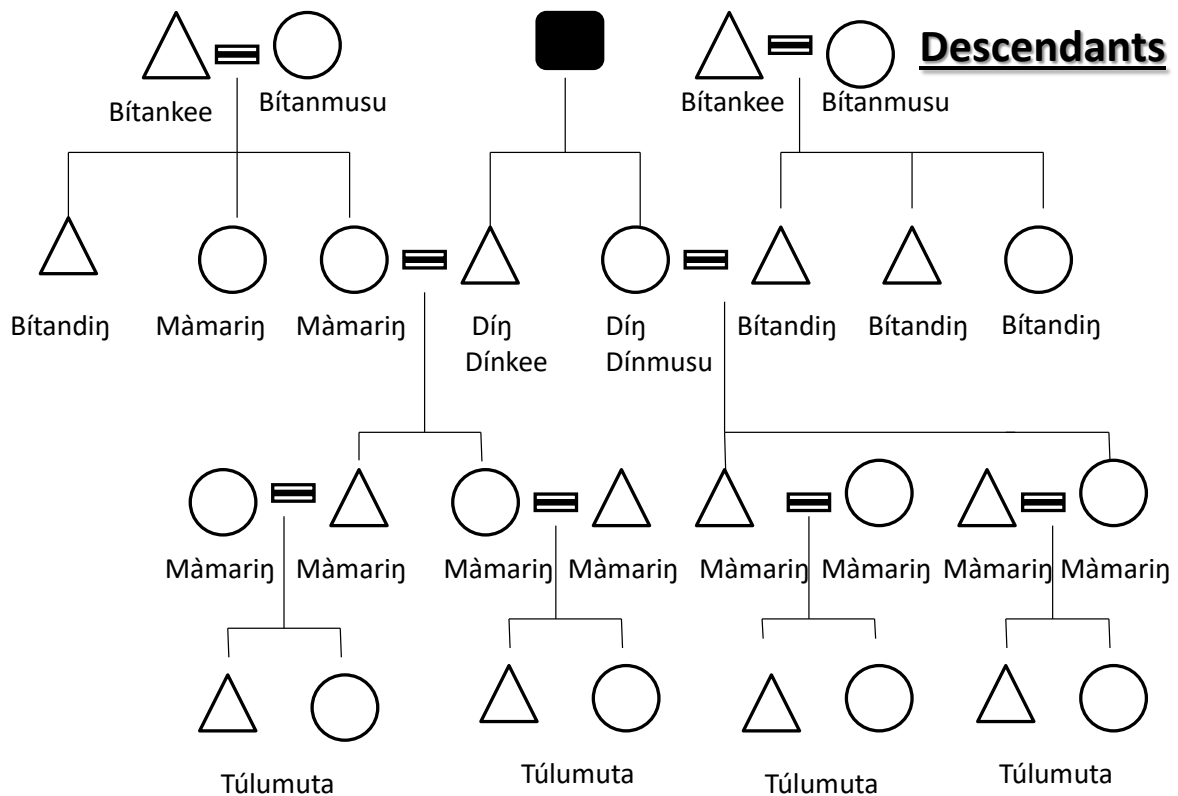 Descendants
Bítankee Bítanmusu Bítankee Bítanmusu
Bítandiŋ Màmariŋ Màmariŋ Díŋ Díŋ Bítandiŋ Bítandiŋ Bítandiŋ
Dínkee Dínmusu
Màmariŋ Màmariŋ Màmariŋ Màmariŋ Màmariŋ Màmariŋ Màmariŋ Màmariŋ
Túlumuta Túlumuta Túlumuta Túlumuta